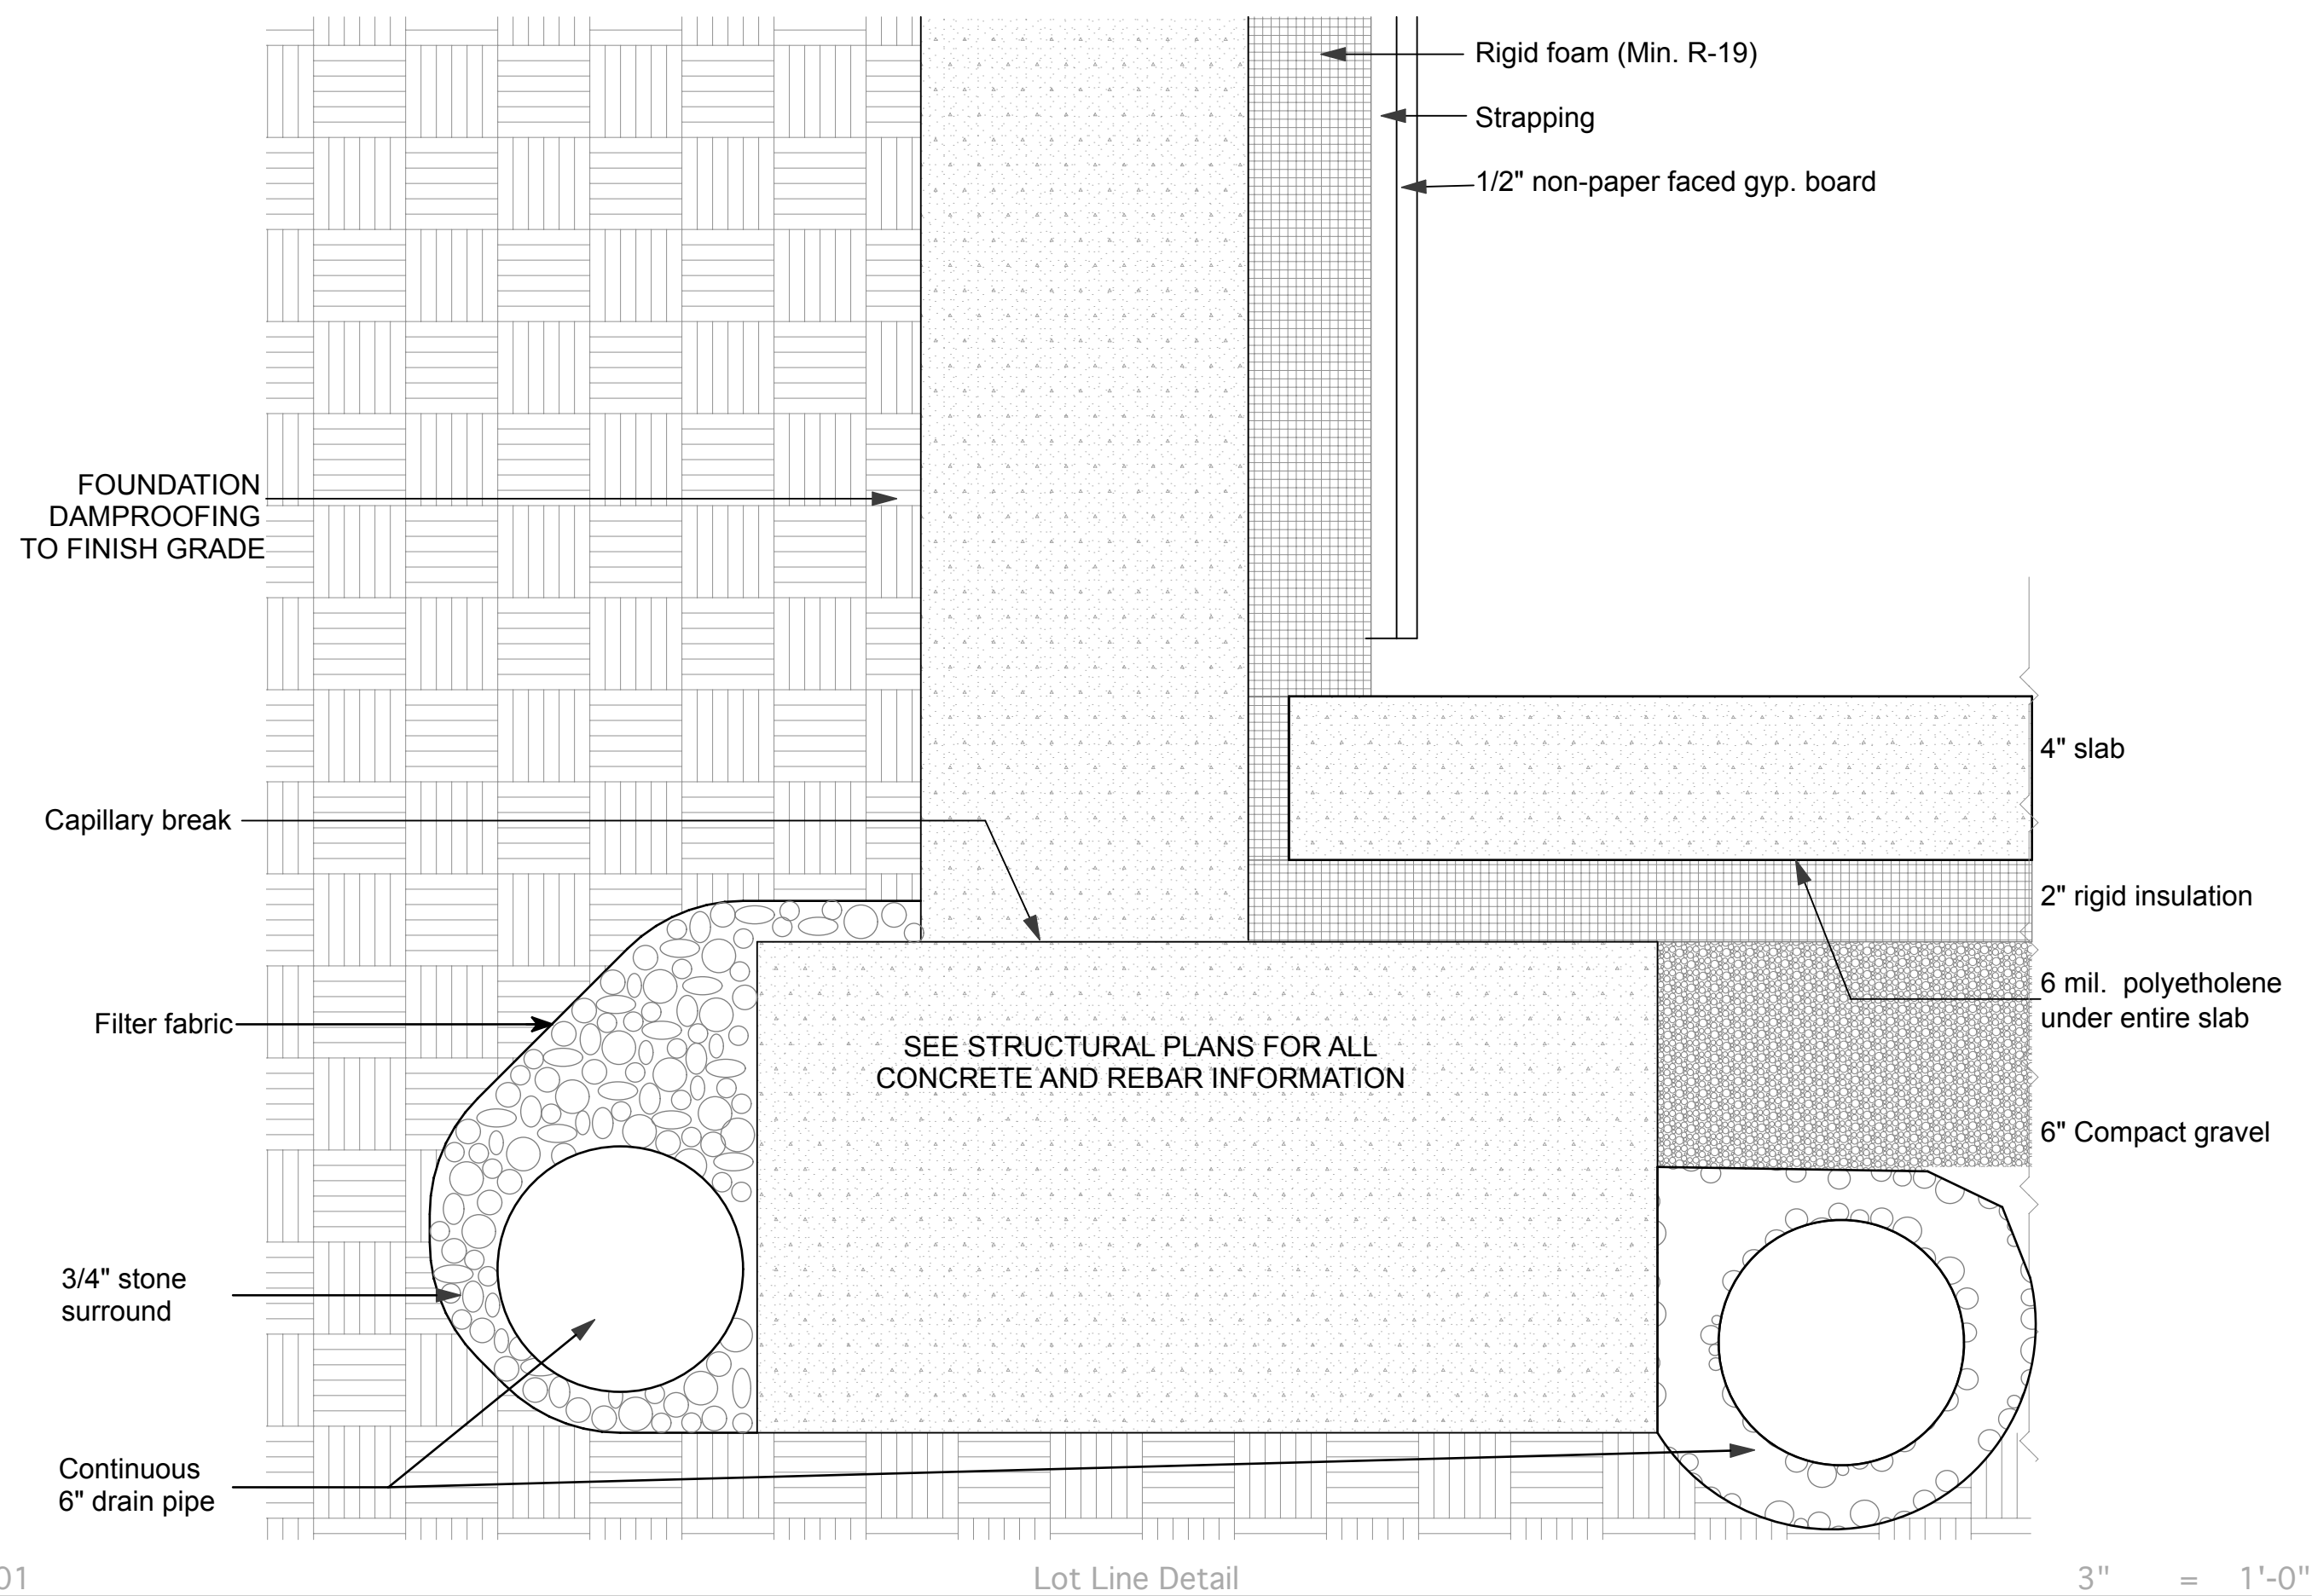 Rigid foam (Min. R-19)
Strapping
1/2" non-paper faced gyp. board
FOUNDATION
DAMPROOFING
TO FINISH GRADE
4" slab
Capillary break
2" rigid insulation
6 mil. polyetholene
under entire slab
Filter fabric
SEE STRUCTURAL PLANS FOR ALL
CONCRETE AND REBAR INFORMATION
6" Compact gravel
3/4" stone
surround
Continuous
6" drain pipe
01 Lot Line Detail 3" = 1'-0"